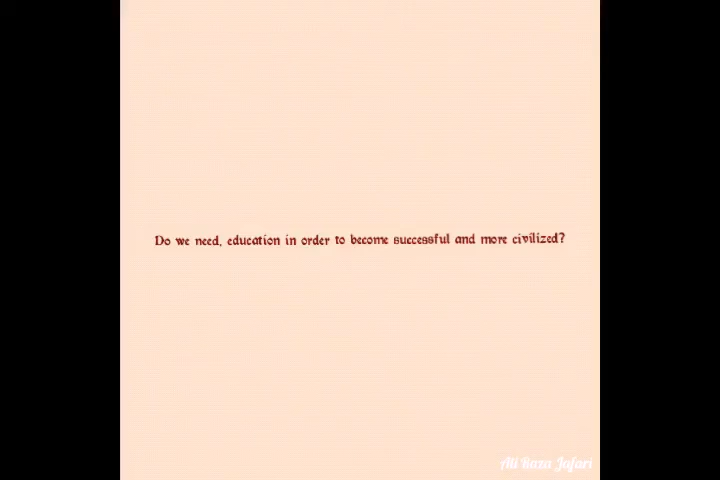 Do we need, education in order to become successful and more civilized?
Ali Raza Jafari